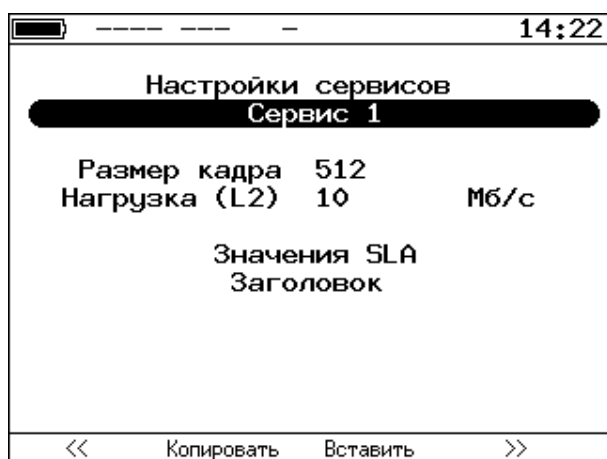 ---- --- - 14:22
Настройки сервисов
Сервис 1
Размер кадра 512
Нагрузка (L2) 10 Мб/с
Значения SLA
Заголовок
<< Копировать Вставить >>